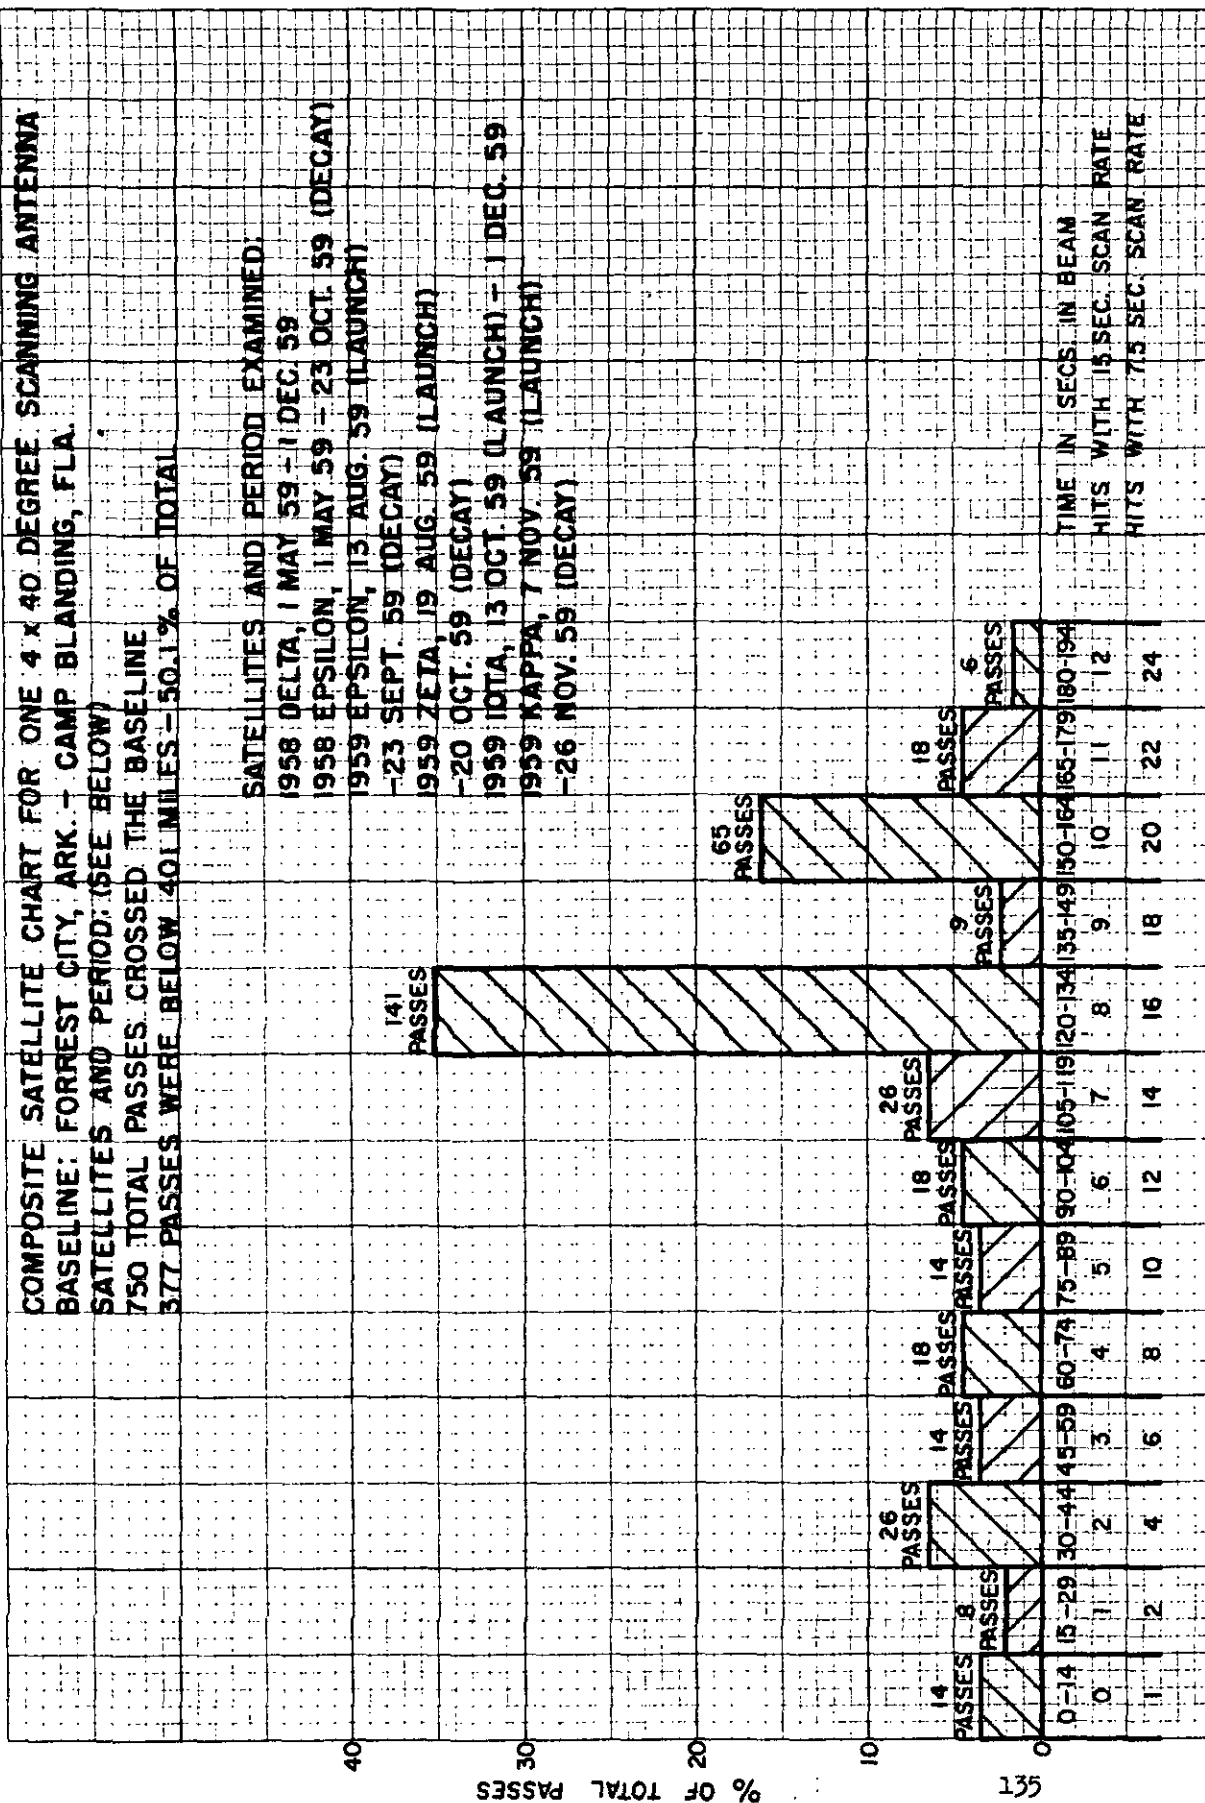 COMPOSITE SATELLITE CHART FOR ONE 4 x 40 DEGREE SCANNING ANTENNA
BASELINE: FORREST CITY, ARK. - CAMP BLANDING, FLA.
SATELLITES AND PERIOD: (SEE BELOW)
750 TOTAL PASSES CROSSED THE BASELINE
377 PASSES WERE BELOW 401 MILES - 50.1% OF TOTAL
SATELLITES AND PERIOD EXAMINED:
1958 DELTA, 1 MAY 59 - 1 DEC. 59
1958 EPSILON, 1 MAY 59 - 23 OCT. 59 (DECAY)
1959 EPSILON, 13 AUG. 59 (LAUNCH)
-23 SEPT. 59 (DECAY)
1959 ZETA, 19 AUG. 59 (LAUNCH)
-20 OCT. 59 (DECAY)
1959 IOTA, 13 OCT. 59 (LAUNCH) - 1 DEC. 59
1959 KAPPA, 7 NOV. 59 (LAUNCH)
-26 NOV. 59 (DECAY)
% OF TOTAL PASSES
40
30
20
10
0
14 PASSES
8 PASSES
26 PASSES
14 PASSES
18 PASSES
14 PASSES
18 PASSES
26 PASSES
141 PASSES
9 PASSES
65 PASSES
18 PASSES
6 PASSES
0-14 15-29 30-44 45-59 60-74 75-89 90-104 105-119 120-134 135-149 150-164 165-179 180-194 TIME IN SECS. IN BEAM
0 1 2 3 4 5 6 7 8 9 10 11 12 HITS WITH 15 SEC. SCAN RATE
1 2 4 6 8 10 12 14 16 18 20 22 24 HITS WITH 7.5 SEC. SCAN RATE
135